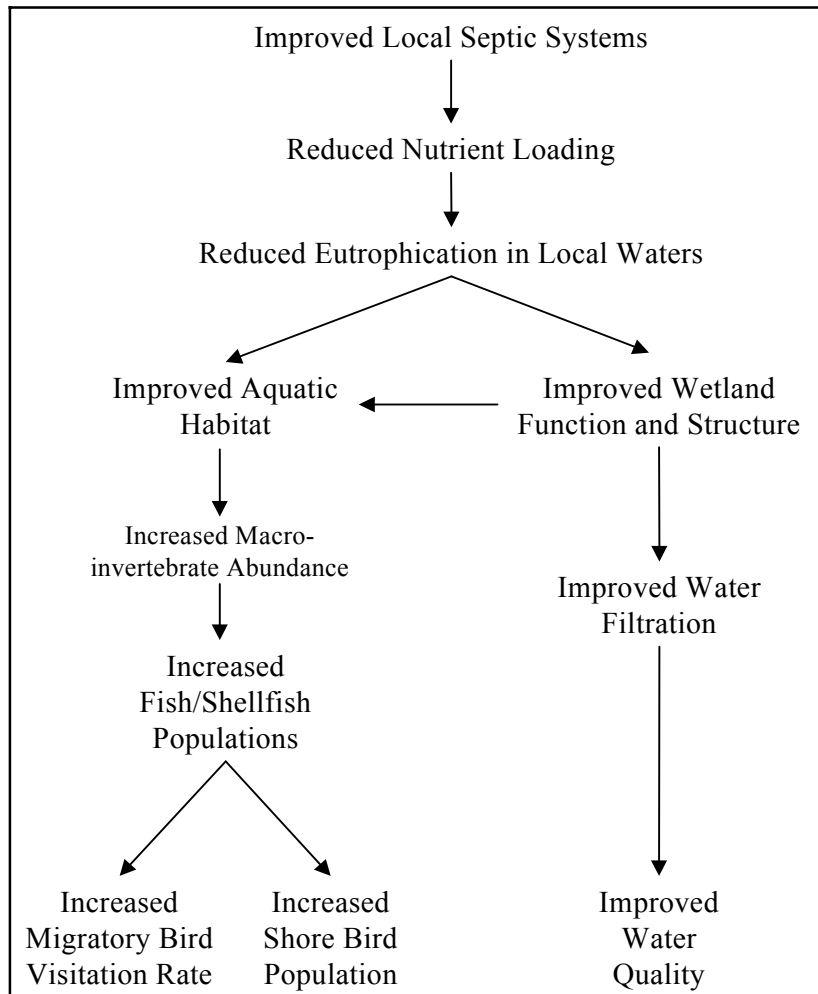 Improved Local Septic Systems
Reduced Nutrient Loading
Reduced Eutrophication in Local Waters
Improved Aquatic
Habitat
Improved Wetland
Function and Structure
Increased Macro-
invertebrate Abundance
Improved Water
Filtration
Increased
Fish/Shellfish
Populations
Increased
Migratory Bird
Visitation Rate
Increased
Shore Bird
Population
Improved
Water
Quality